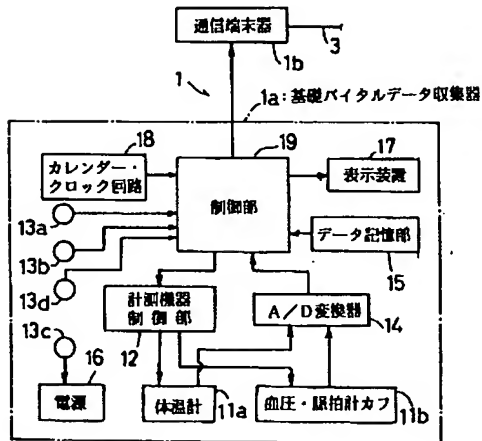 通信端末器
3
1b
1
1a:基礎バイタルデータ収集器
18
19
17
カレンダー・
クロック回路
制御部
表示装置
13a
データ記憶部
13b
15
13d
計測機器
制御部
A/D変換器
13c
12
14
16
電源
体温計
11a
血圧・脈拍計カフ
11b